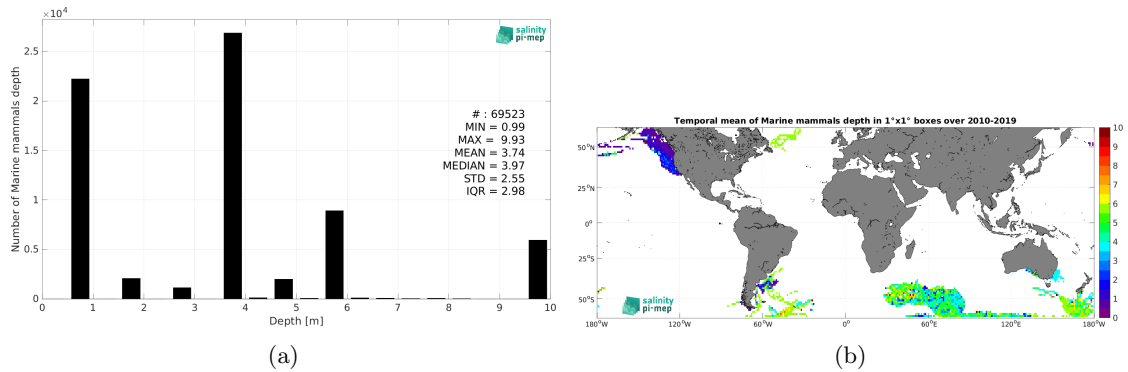 ×10⁴
salinity
pi-mep
2.5
2
1.5
1
0.5
0
Number of Marine mammals depth
# : 69523
MIN = 0.99
MAX = 9.93
MEAN = 3.74
MEDIAN = 3.97
STD = 2.55
IQR = 2.98
1 2 3 4 5 6 7 8 9 10
Depth [m]
(a)
Temporal mean of Marine mammals depth in 1°x1° boxes over 2010-2019
50°N
25°N
0°
25°S
50°S
salinity
pi-mep
180°W 120°W 60°W 0° 60°E 120°E 180°W
10
9
8
7
6
5
4
3
2
1
0
(b)